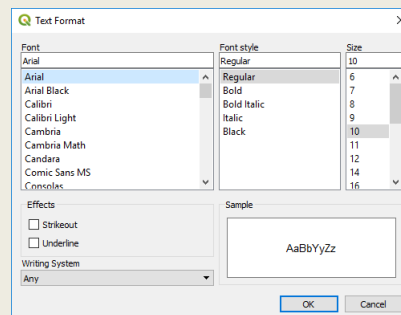 Text Format
Font
Font style
Size
Arial
Regular
10
Arial
Arial Black
Calibri
Calibri Light
Cambria
Cambria Math
Candara
Comic Sans MS
Consolas
Regular
Bold
Bold Italic
Italic
Black
6
7
8
9
10
11
12
14
16
Effects
Strikeout
Underline
Sample
AaBbYyZz
Writing System
Any
OK
Cancel